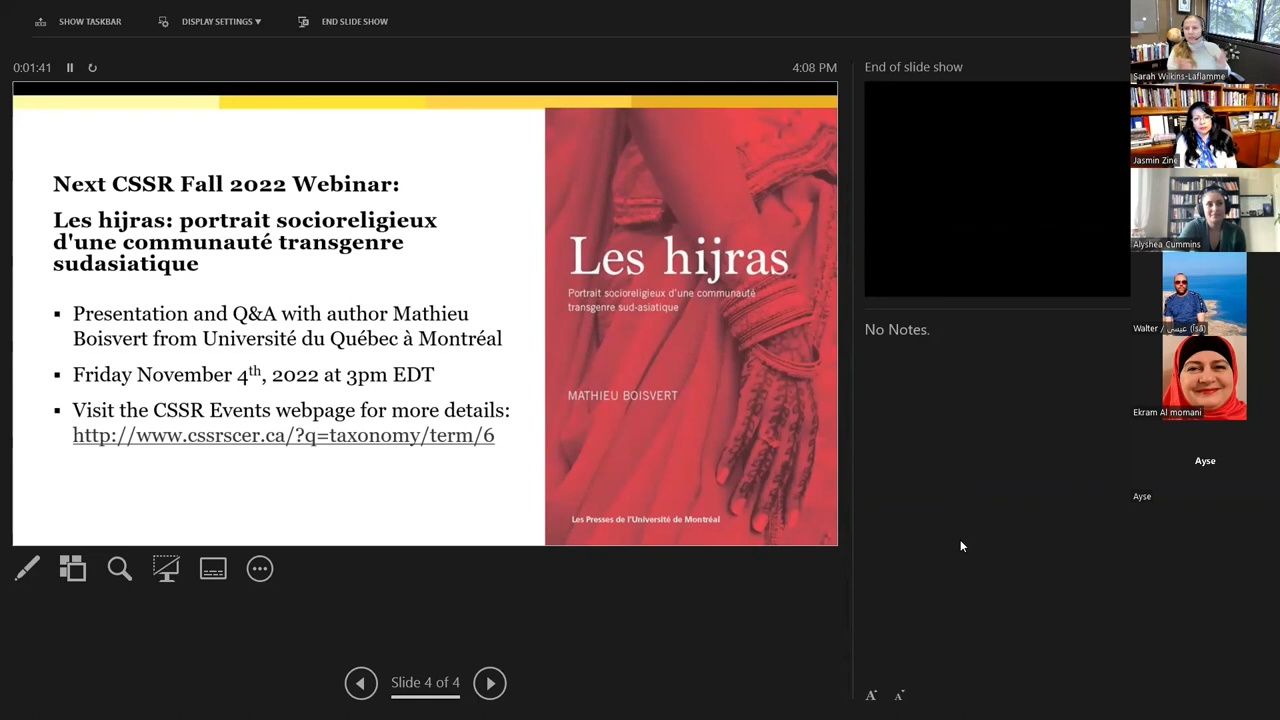 SHOW TASKBAR
DISPLAY SETTINGS ▼
END SLIDE SHOW
0:01:41
4:08 PM
Next CSSR Fall 2022 Webinar:
Les hijras: portrait socioreligieux
d'une communauté transgenre
sudasiatique
▪ Presentation and Q&A with author Mathieu
Boisvert from Université du Québec à Montréal
▪ Friday November 4th, 2022 at 3pm EDT
▪ Visit the CSSR Events webpage for more details:
http://www.cssrscer.ca/?q=taxonomy/term/6
Les hijras
Portrait socioreligieux d'une communauté
transgenre sud-asiatique
MATHIEU BOISVERT
Les Presses de l'Université de Montréal
Slide 4 of 4
End of slide show
No Notes.
A
A
Sarah Wilkins-Laflamme
Jasmin Zine
Alyshea Cummins
Walter / عيسى (Īsā)
Ekram Al momani
Ayse
Ayse